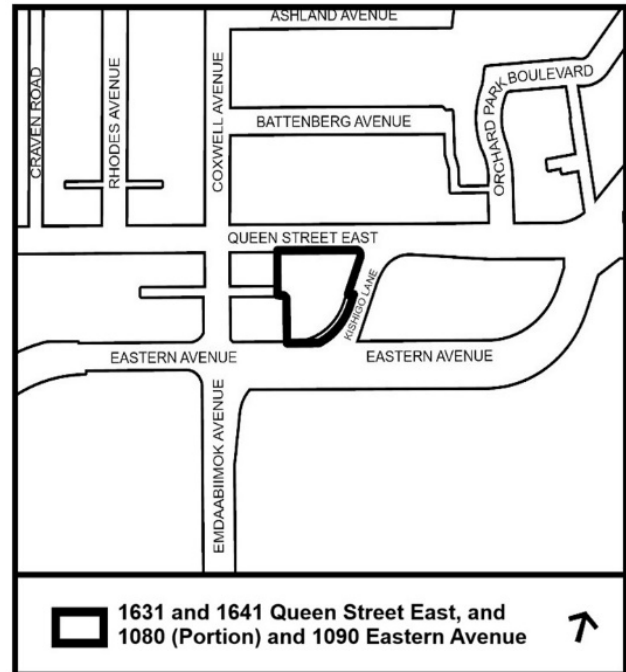 ASHLAND AVENUE
CRAVEN ROAD
RHODES AVENUE
COXWELL AVENUE
BATTENBERG AVENUE
ORCHARD PARK
BOULEVARD
QUEEN STREET EAST
KISHIGO LANE
EASTERN AVENUE
EASTERN AVENUE
EMDAABIIMOK AVENUE
1631 and 1641 Queen Street East, and
1080 (Portion) and 1090 Eastern Avenue